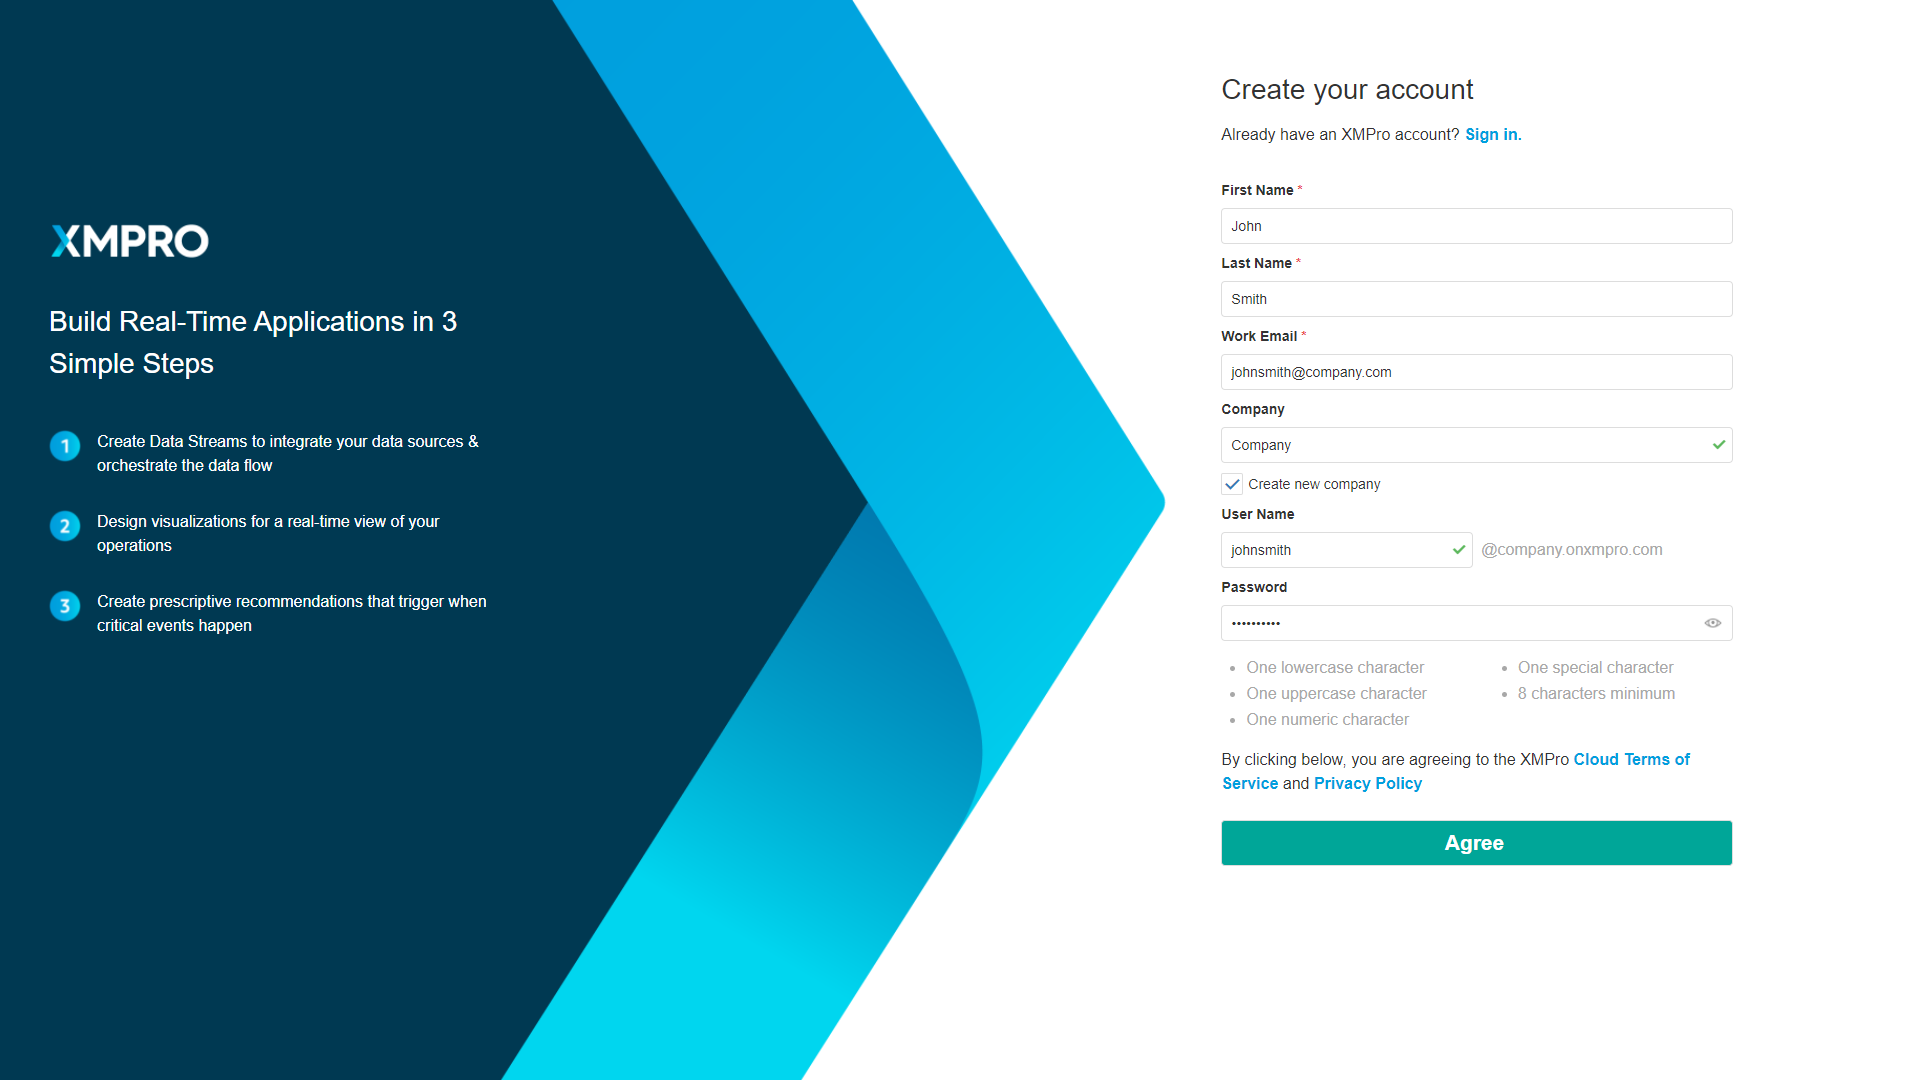 XMPRO
Build Real-Time Applications in 3
Simple Steps
1
Create Data Streams to integrate your data sources &
orchestrate the data flow
2
Design visualizations for a real-time view of your
operations
3
Create prescriptive recommendations that trigger when
critical events happen
Create your account
Already have an XMPro account? Sign in.
First Name *
John
Last Name *
Smith
Work Email *
johnsmith@company.com
Company
Company
Create new company
User Name
johnsmith @company.onxmpro.com
Password
••••••••••
• One lowercase character
• One uppercase character
• One numeric character
• One special character
• 8 characters minimum
By clicking below, you are agreeing to the XMPro Cloud Terms of
Service and Privacy Policy
Agree